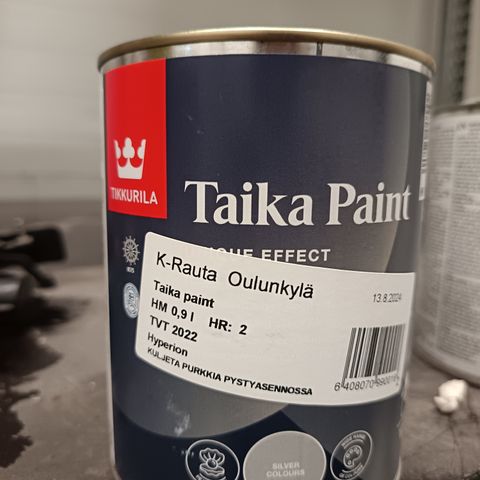 TIKKURILA
Taika Paint
QUE EFFECT
K-Rauta Oulunkylä
13.8.2024
Taika paint
HM 0,9 l HR: 2
TVT 2022
Hyperion
KULJETA PURKKIA PYSTYASENNOSSA
SILVER
COLOURS